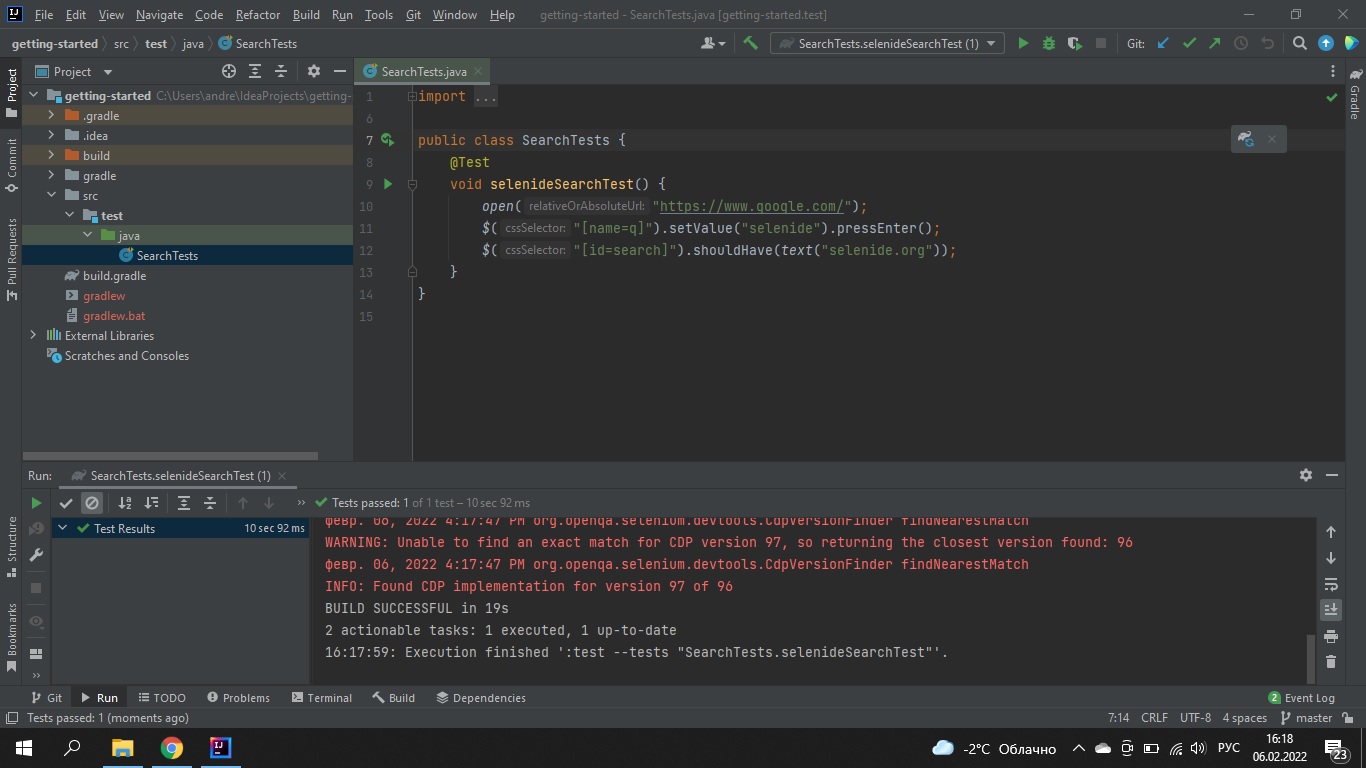 File Edit View Navigate Code Refactor Build Run Tools Git Window Help getting-started - SearchTests.java [getting-started.test]
getting-started src test java SearchTests SearchTests.selenideSearchTest (1) Git:
Project
SearchTests.java
getting-started C:\Users\andre\IdeaProjects\getting-
.gradle
.idea
build
gradle
src
test
java
SearchTests
build.gradle
gradlew
gradlew.bat
External Libraries
Scratches and Consoles
1 import ...
6
7 public class SearchTests {
8 @Test
9 void selenideSearchTest() {
10 open( relativeOrAbsoluteUrl: "https://www.google.com/");
11 $( cssSelector: "[name=q]").setValue("selenide").pressEnter();
12 $( cssSelector: "[id=search]").shouldHave(text("selenide.org"));
13 }
14 }
15
Project
Commit
Pull Requests
Structure
Bookmarks
Gradle
Run: SearchTests.selenideSearchTest (1)
Tests passed: 1 of 1 test – 10 sec 92 ms
Test Results 10 sec 92 ms
февр. 06, 2022 4:17:47 PM org.openqa.selenium.devtools.CdpVersionFinder findNearestMatch
WARNING: Unable to find an exact match for CDP version 97, so returning the closest version found: 96
февр. 06, 2022 4:17:47 PM org.openqa.selenium.devtools.CdpVersionFinder findNearestMatch
INFO: Found CDP implementation for version 97 of 96
BUILD SUCCESSFUL in 19s
2 actionable tasks: 1 executed, 1 up-to-date
16:17:59: Execution finished ':test --tests "SearchTests.selenideSearchTest"'.
Git Run TODO Problems Terminal Build Dependencies 2 Event Log
Tests passed: 1 (moments ago) 7:14 CRLF UTF-8 4 spaces master
-2°C Облачно РУС 16:18
06.02.2022 23